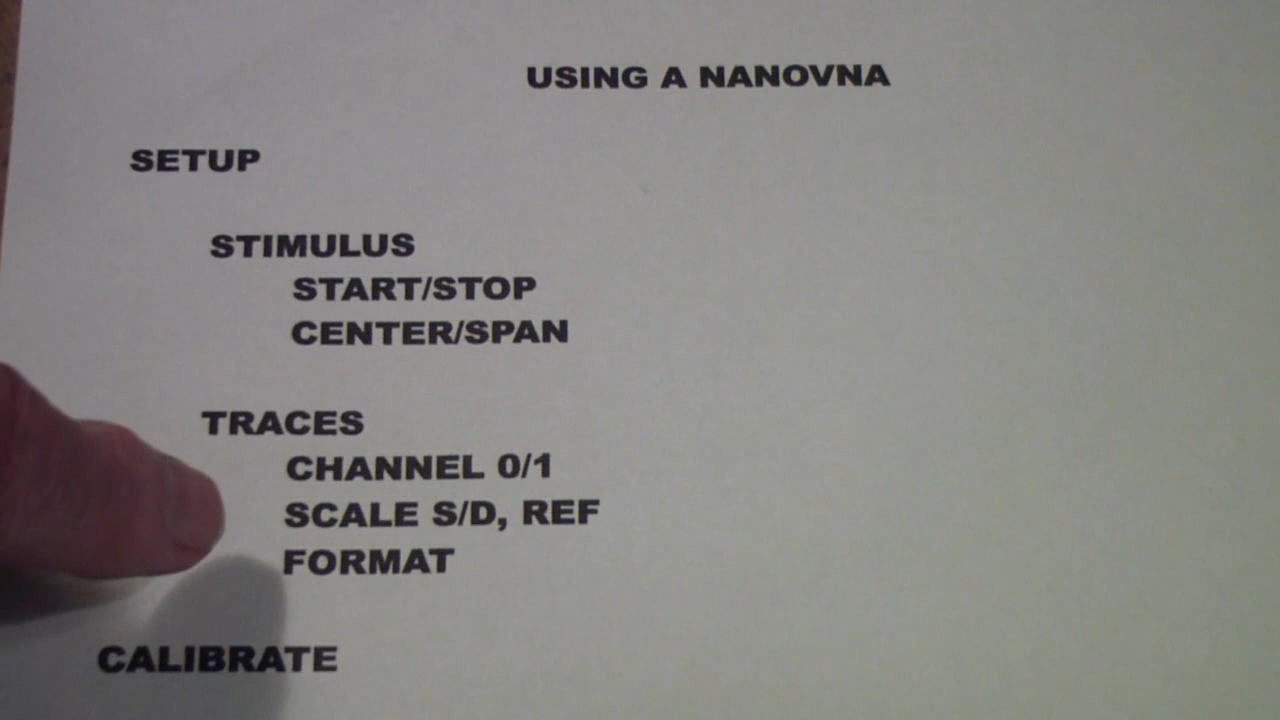 USING A NANOVNA
SETUP
STIMULUS
START/STOP
CENTER/SPAN
TRACES
CHANNEL 0/1
SCALE S/D, REF
FORMAT
CALIBRATE